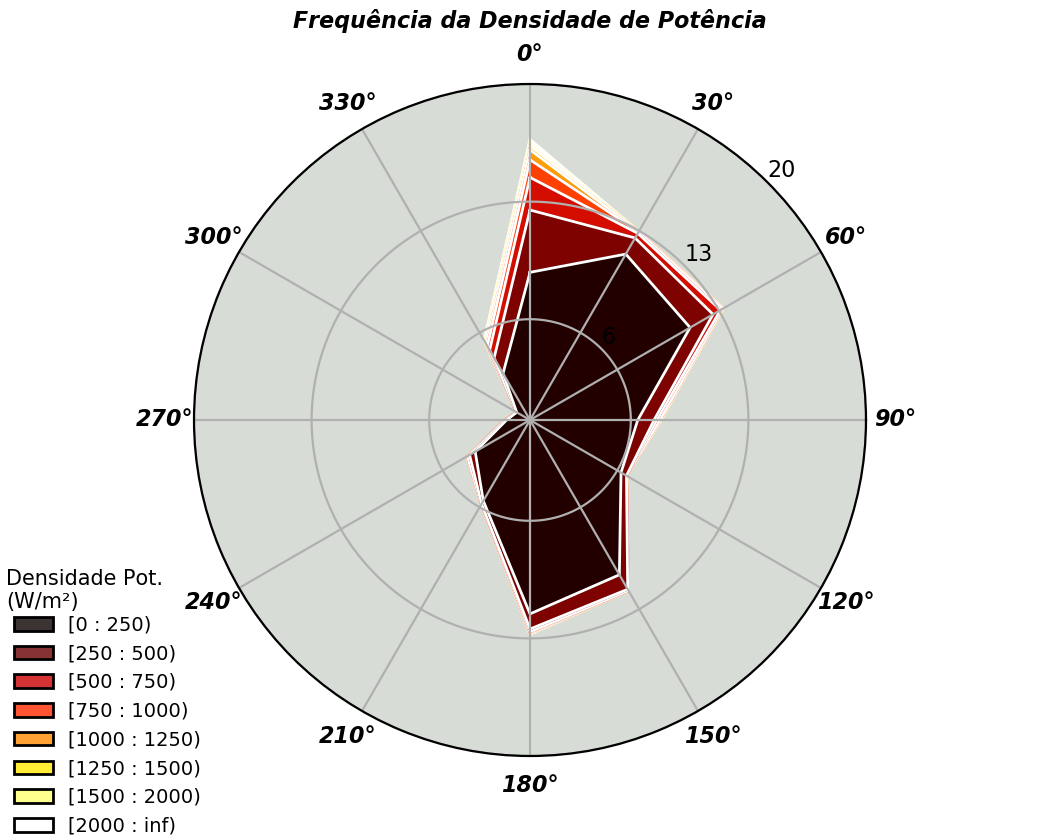 Frequência da Densidade de Potência
0°
330°
30°
20
300°
60°
13
6
270°
90°
Densidade Pot.
(W/m²)
240°
120°
[0 : 250)
[250 : 500)
[500 : 750)
[750 : 1000)
210°
150°
[1000 : 1250)
[1250 : 1500)
180°
[1500 : 2000)
[2000 : inf)